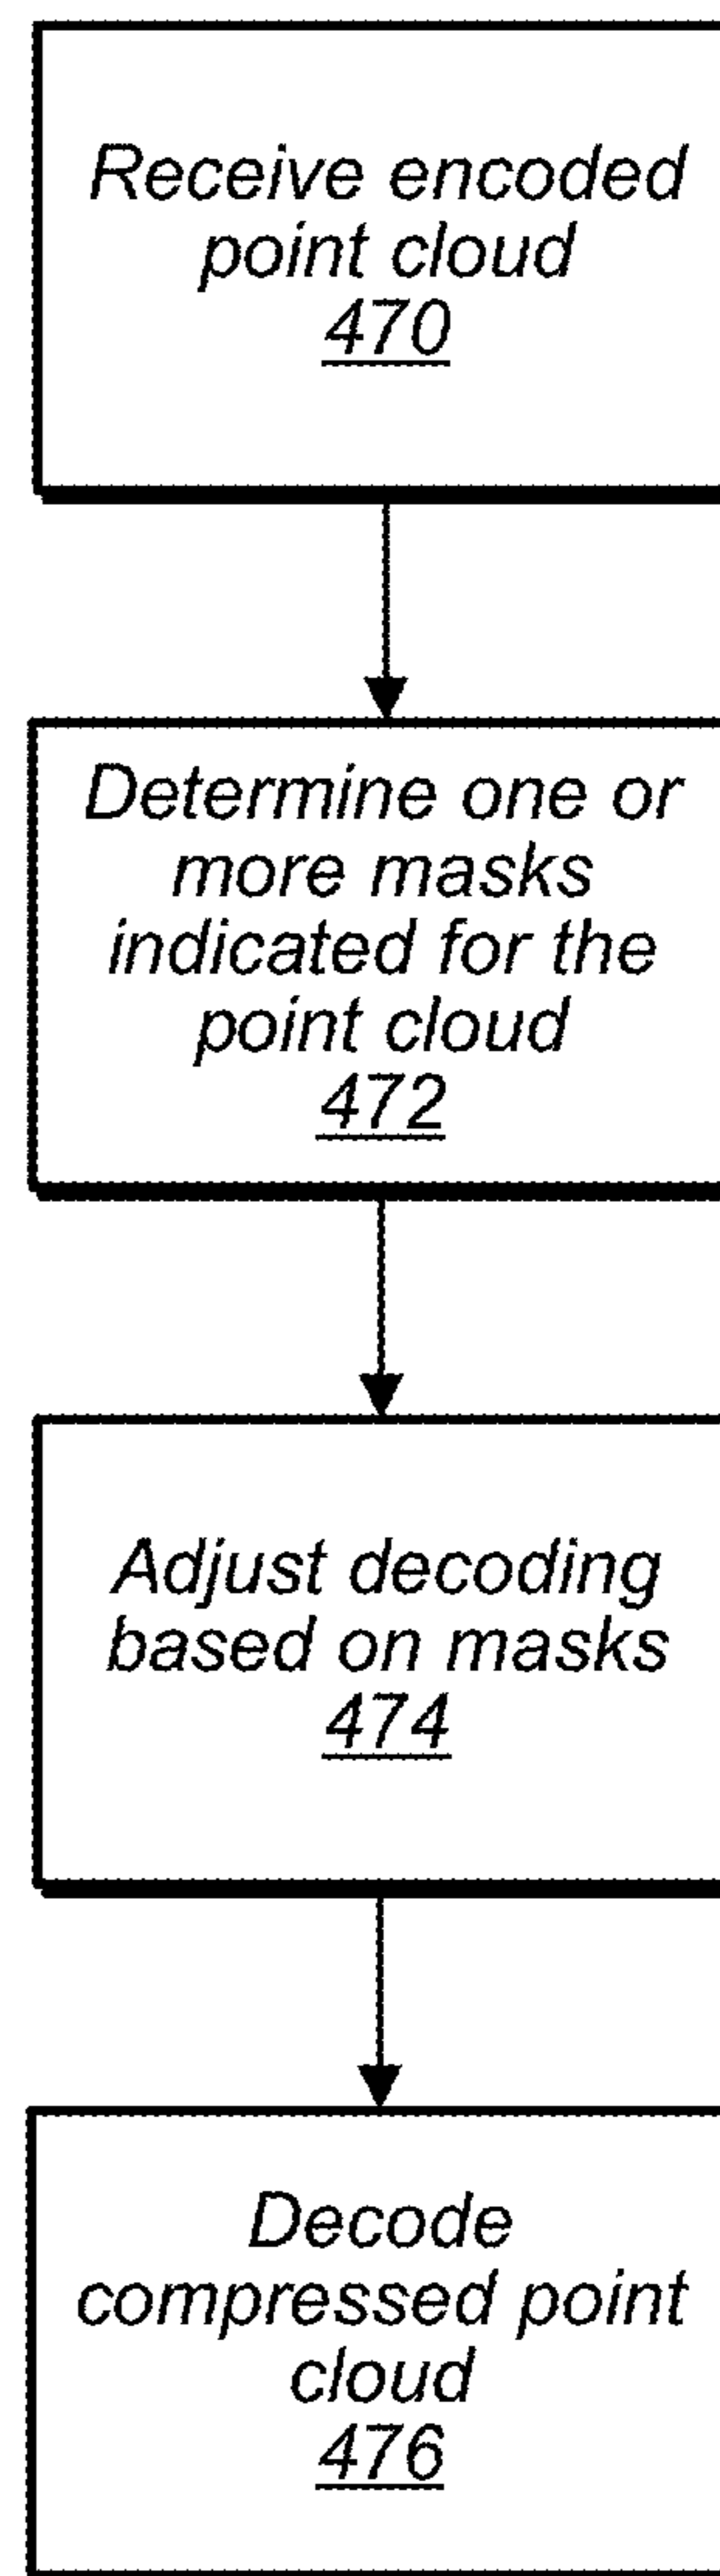 Receive encoded
point cloud
470
Determine one or
more masks
indicated for the
point cloud
472
Adjust decoding
based on masks
474
Decode
compressed point
cloud
476